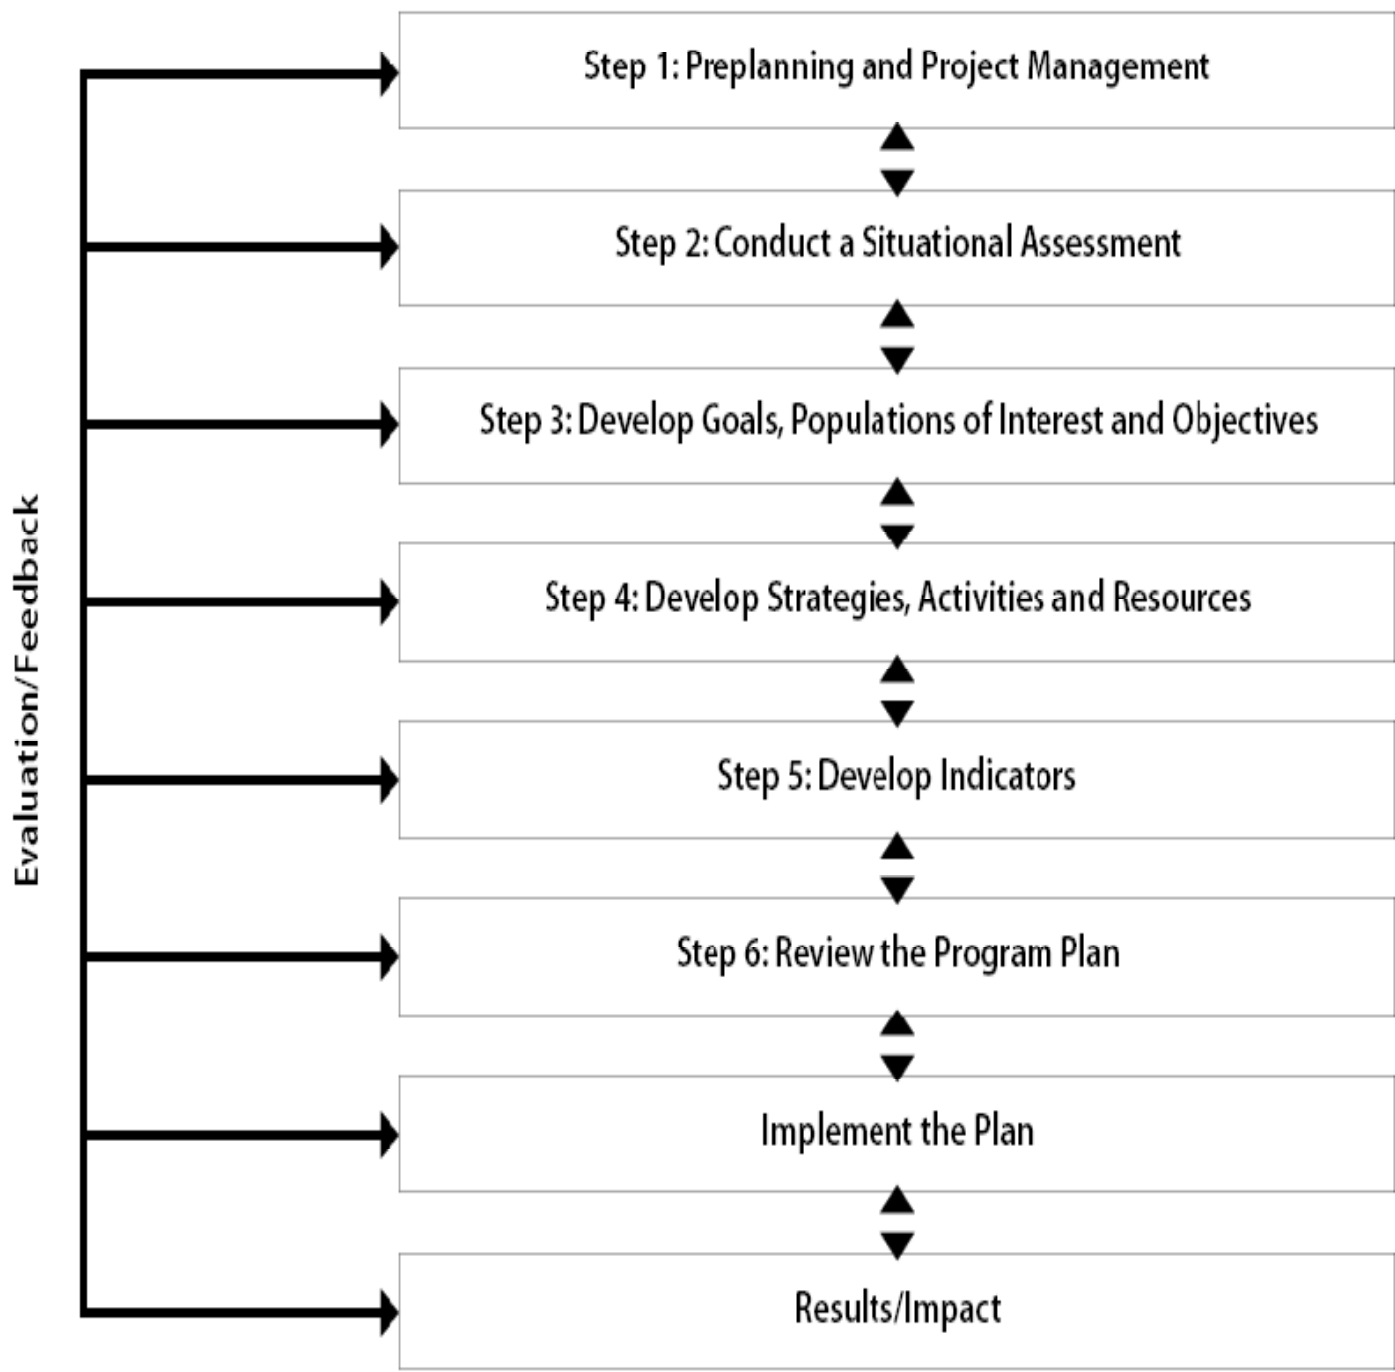 Step 1: Preplanning and Project Management
Step 2: Conduct a Situational Assessment
Step 3: Develop Goals, Populations of Interest and Objectives
Step 4: Develop Strategies, Activities and Resources
Step 5: Develop Indicators
Step 6: Review the Program Plan
Implement the Plan
Results/Impact
Evaluation/Feedback